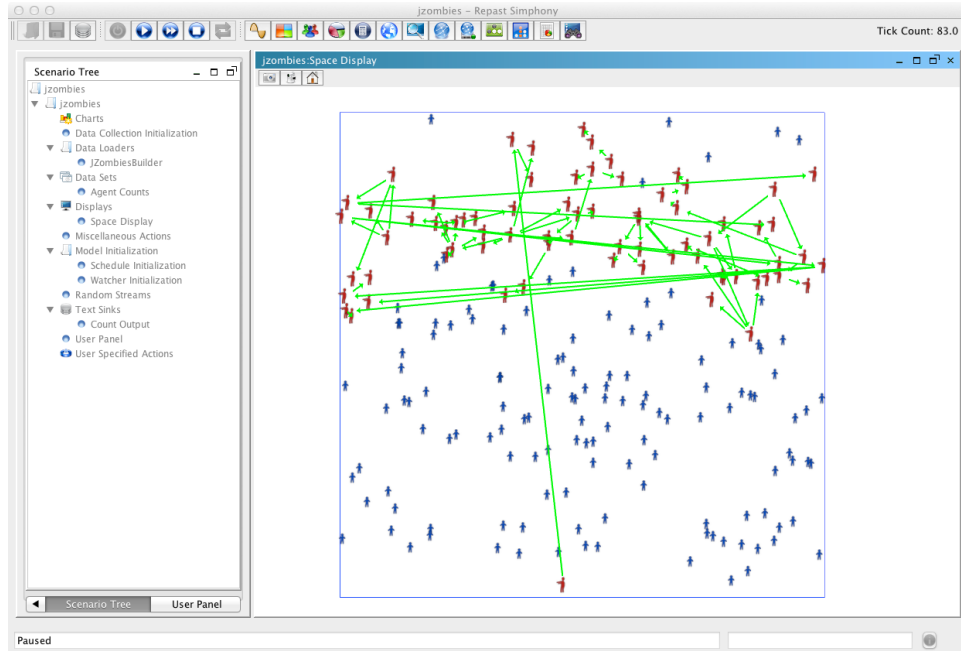 jzombies - Repast Simphony
Tick Count: 83.0
Scenario Tree
jzombies:Space Display
jzombies
jzombies
Charts
Data Collection Initialization
Data Loaders
JZombiesBuilder
Data Sets
Agent Counts
Displays
Space Display
Miscellaneous Actions
Model Initialization
Schedule Initialization
Watcher Initialization
Random Streams
Text Sinks
Count Output
User Panel
User Specified Actions
Scenario Tree
User Panel
Paused